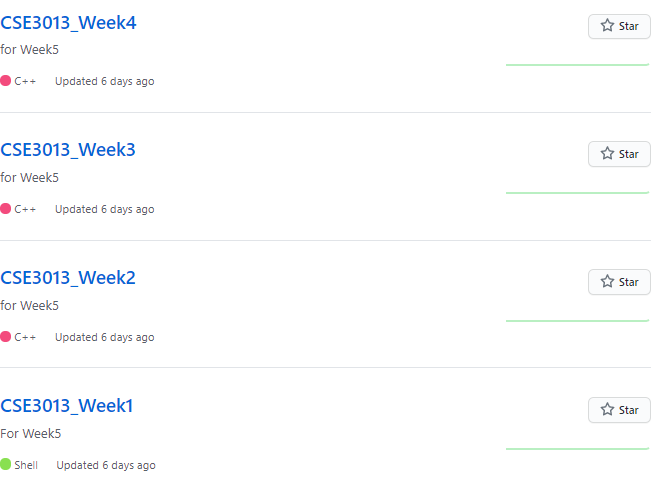 CSE3013_Week4
Star
for Week5
C++ Updated 6 days ago
CSE3013_Week3
Star
for Week5
C++ Updated 6 days ago
CSE3013_Week2
Star
for Week5
C++ Updated 6 days ago
CSE3013_Week1
Star
For Week5
Shell Updated 6 days ago